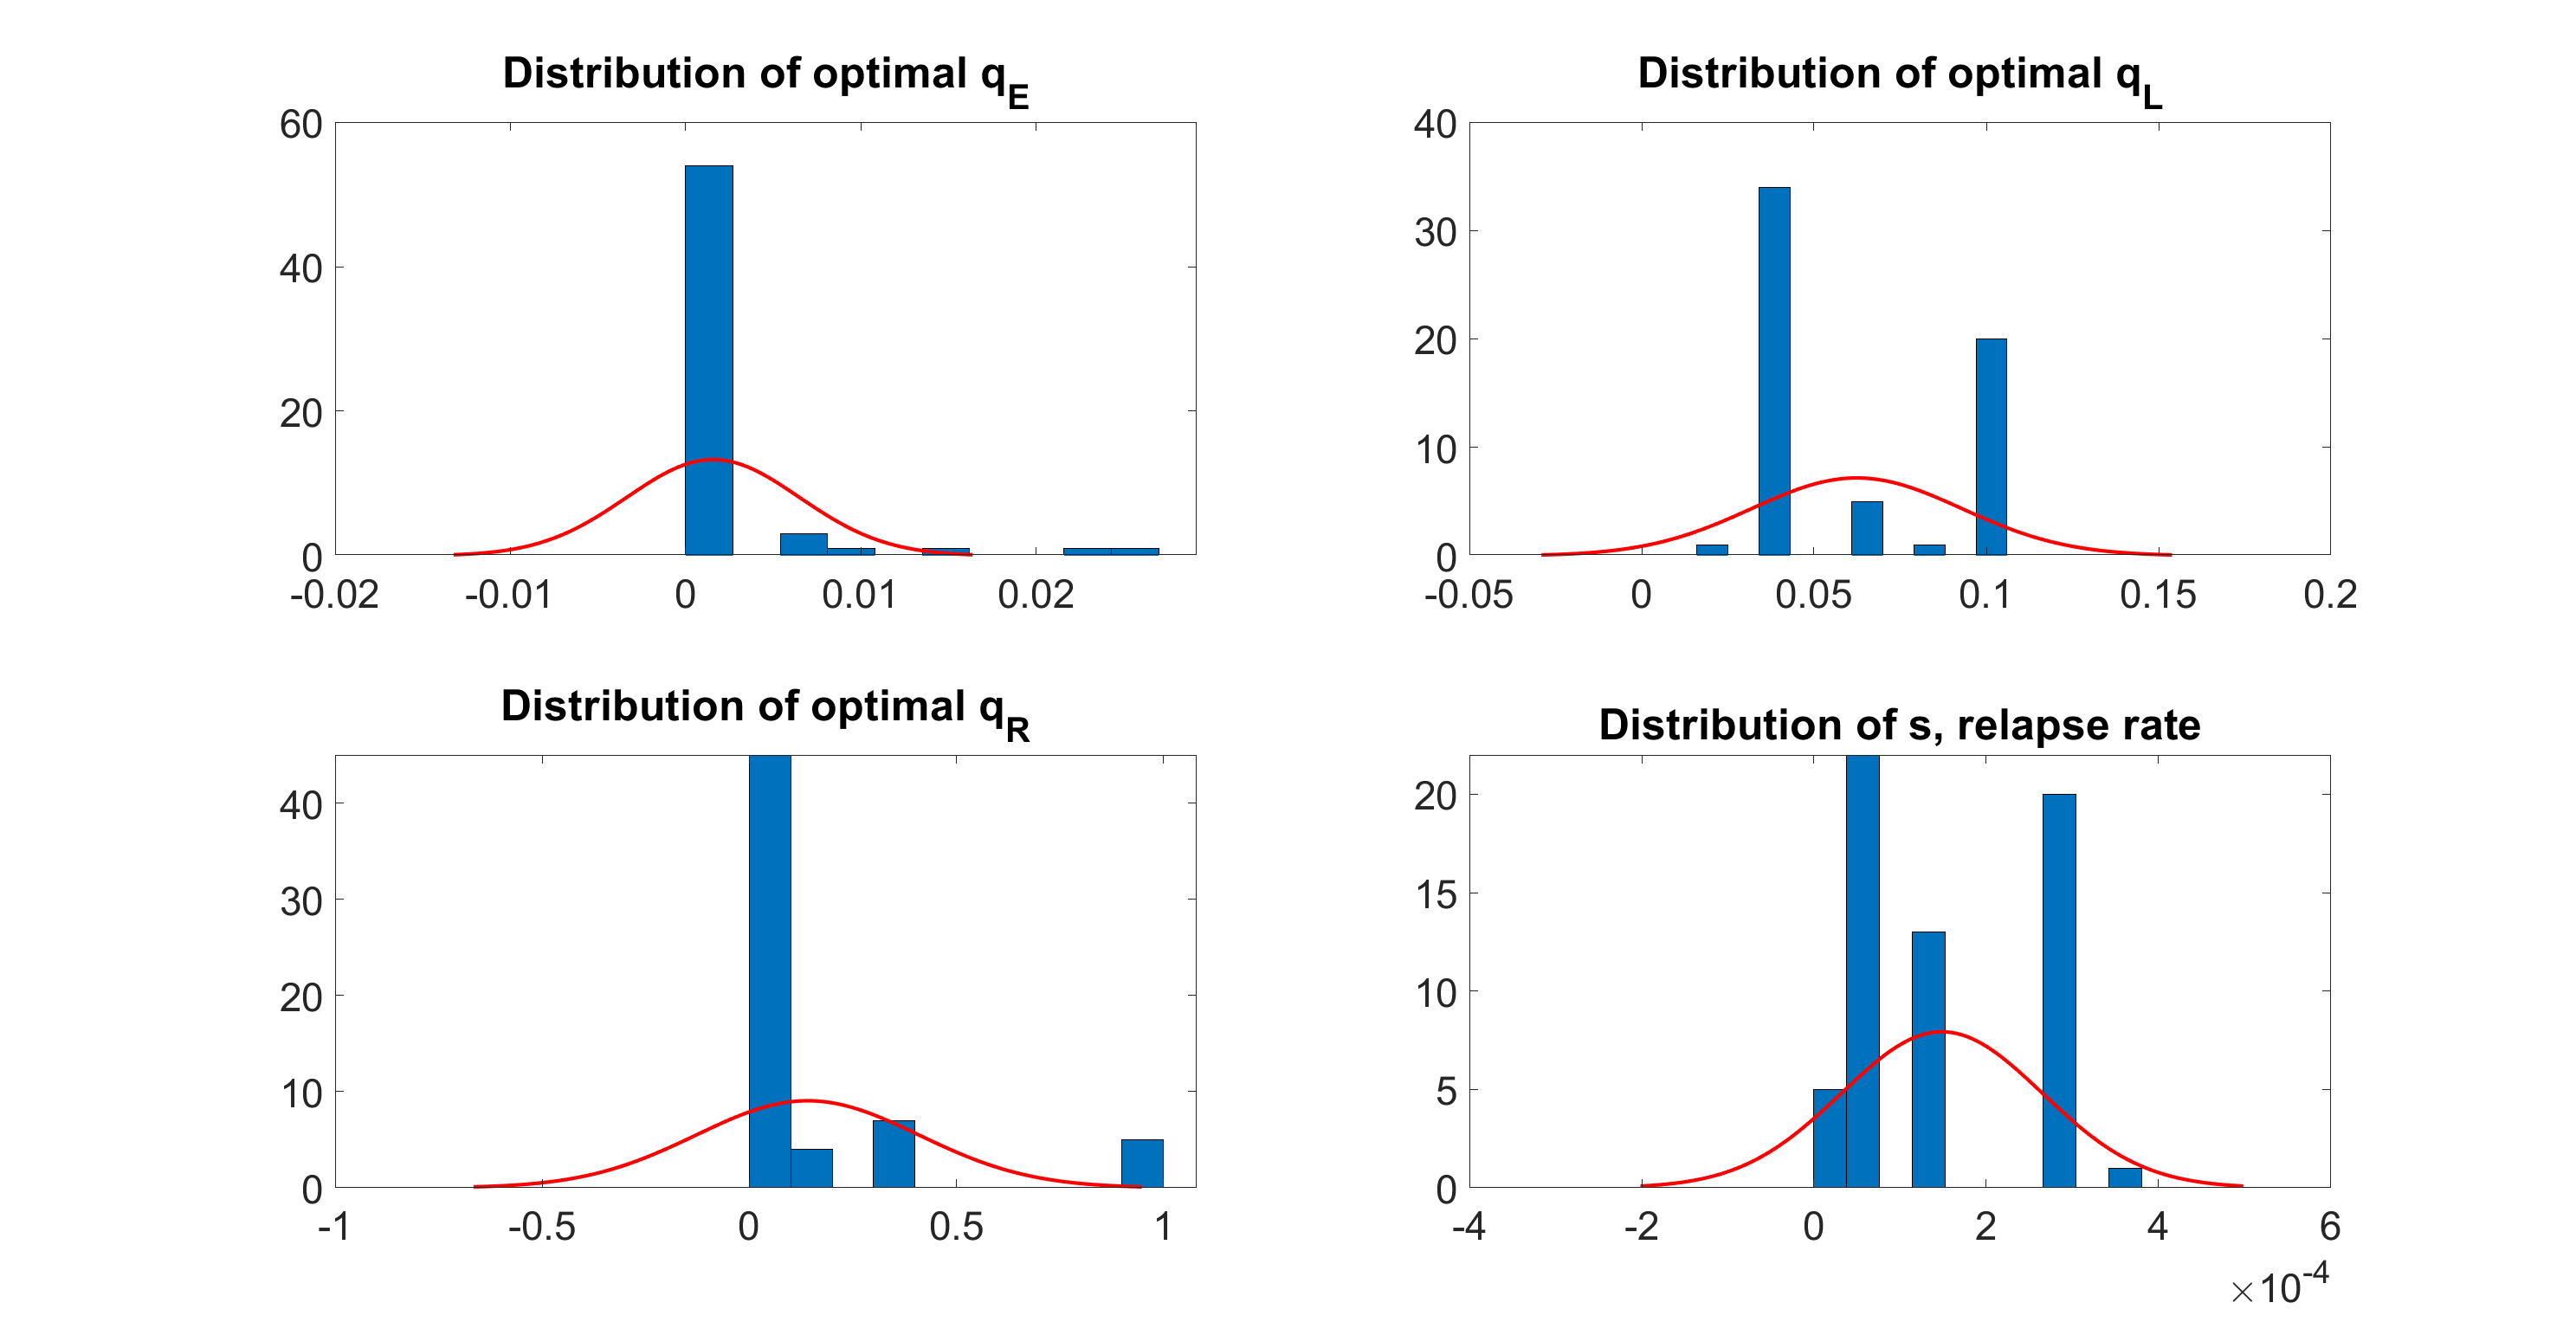 Distribution of optimal q_E
60
40
20
0
-0.02 -0.01 0 0.01 0.02
Distribution of optimal q_L
40
30
20
10
0
-0.05 0 0.05 0.1 0.15 0.2
Distribution of optimal q_R
40
30
20
10
0
-1 -0.5 0 0.5 1
Distribution of s, relapse rate
20
15
10
5
0
-4 -2 0 2 4 6
×10^-4